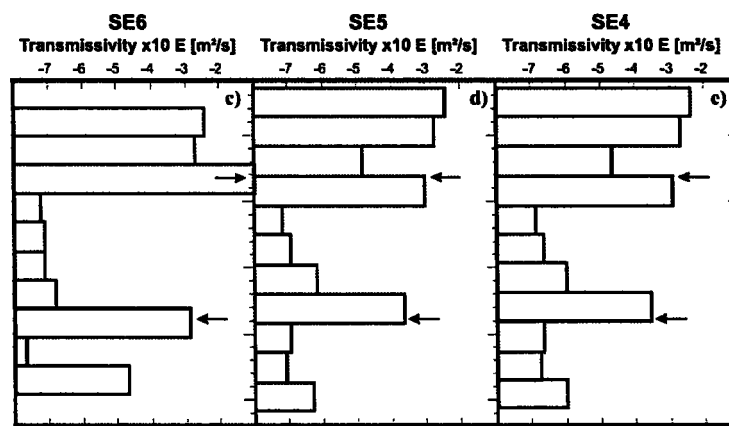 SE6
Transmissivity x10 E [m²/s]
-7 -6 -5 -4 -3 -2 -1
c)
SE5
Transmissivity x10 E [m²/s]
-7 -6 -5 -4 -3 -2
d)
SE4
Transmissivity x10 E [m²/s]
-7 -6 -5 -4 -3 -2
e)